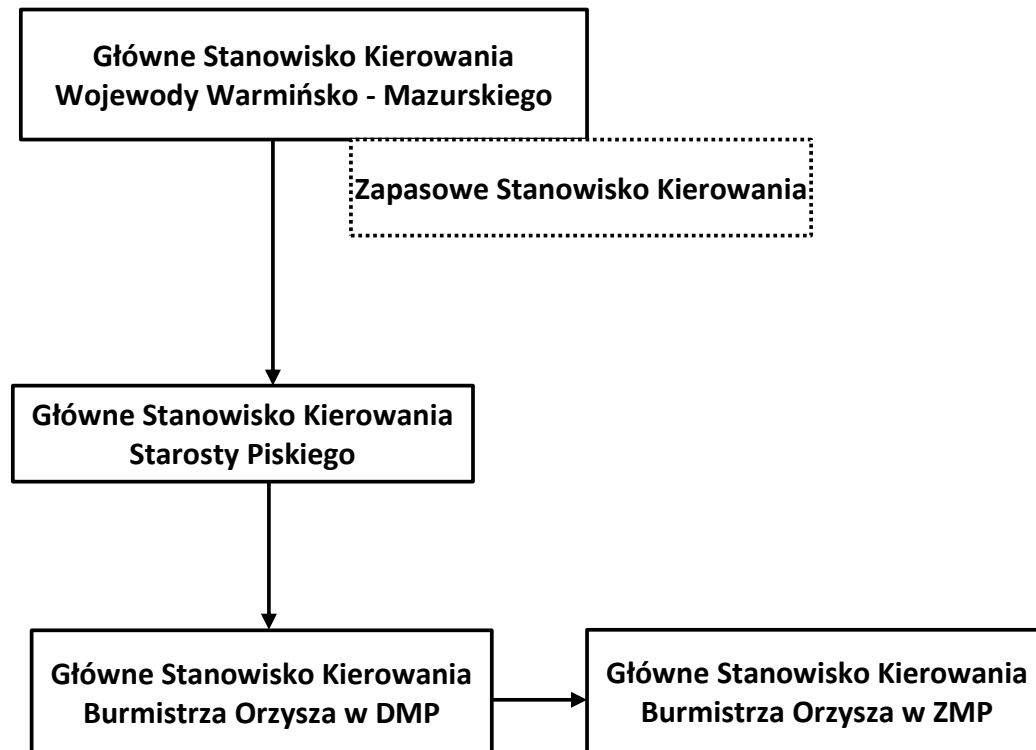 Główne Stanowisko Kierowania
Wojewody Warmińsko - Mazurskiego
Zapasowe Stanowisko Kierowania
Główne Stanowisko Kierowania
Starosty Piskiego
Główne Stanowisko Kierowania
Burmistrza Orzysza w DMP
Główne Stanowisko Kierowania
Burmistrza Orzysza w ZMP